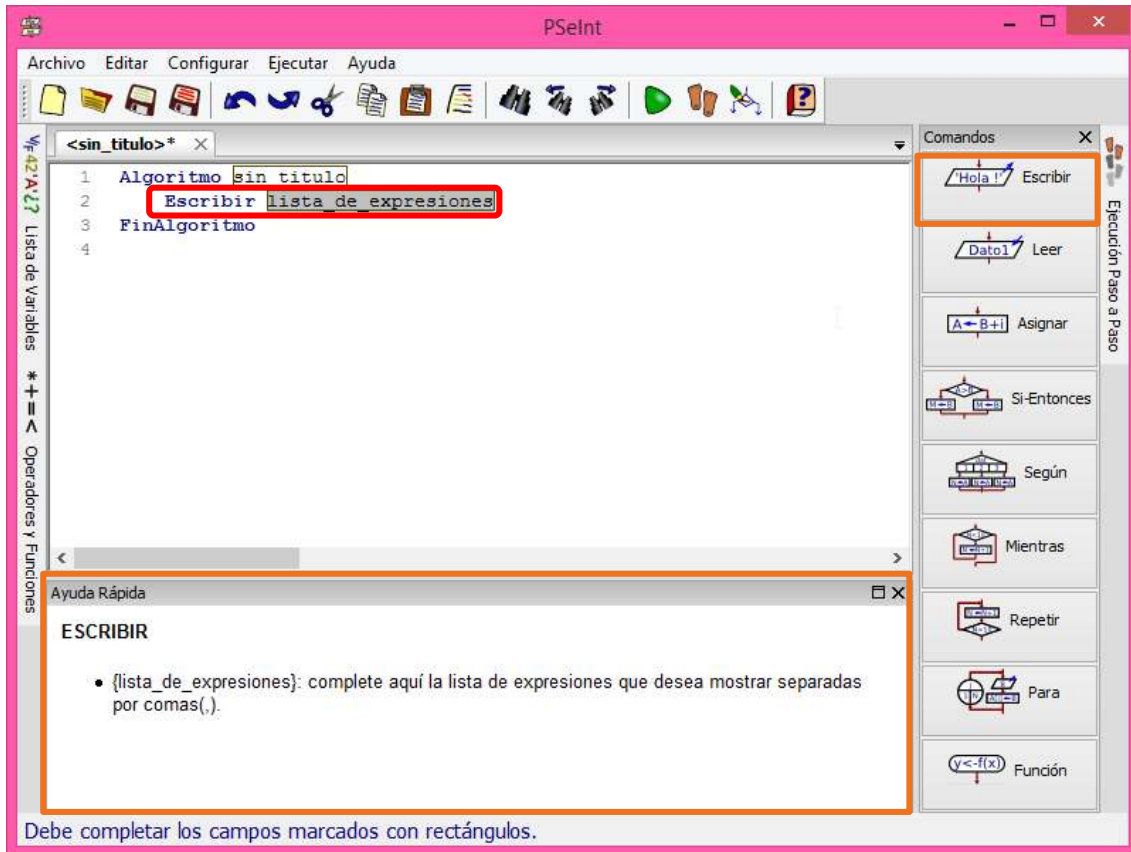 PSeInt
Archivo Editar Configurar Ejecutar Ayuda
<sin_titulo>*
1 Algoritmo sin_titulo
2 Escribir lista_de_expresiones
3 FinAlgoritmo
4
42'A'¿? Lista de Variables
*+=< Operadores y Funciones
Comandos
'Hola !' Escribir
Dato1 Leer
A←B+i Asignar
Si-Entonces
Según
Mientras
Repetir
Para
y<-f(x) Función
Ejecución Paso a Paso
Ayuda Rápida
ESCRIBIR
• {lista_de_expresiones}: complete aquí la lista de expresiones que desea mostrar separadas
por comas(,).
Debe completar los campos marcados con rectángulos.